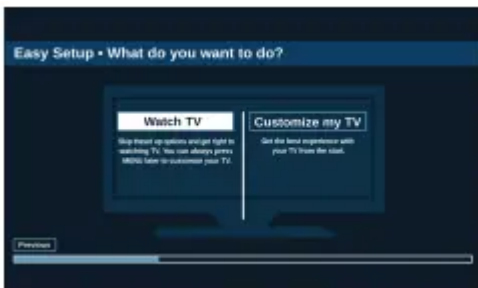 Easy Setup • What do you want to do?
Watch TV
Skip these options and get right to
watching TV. You can always press
MENU later to customize your TV.
Customize my TV
Get the best experience with
your TV from the start.
Previous